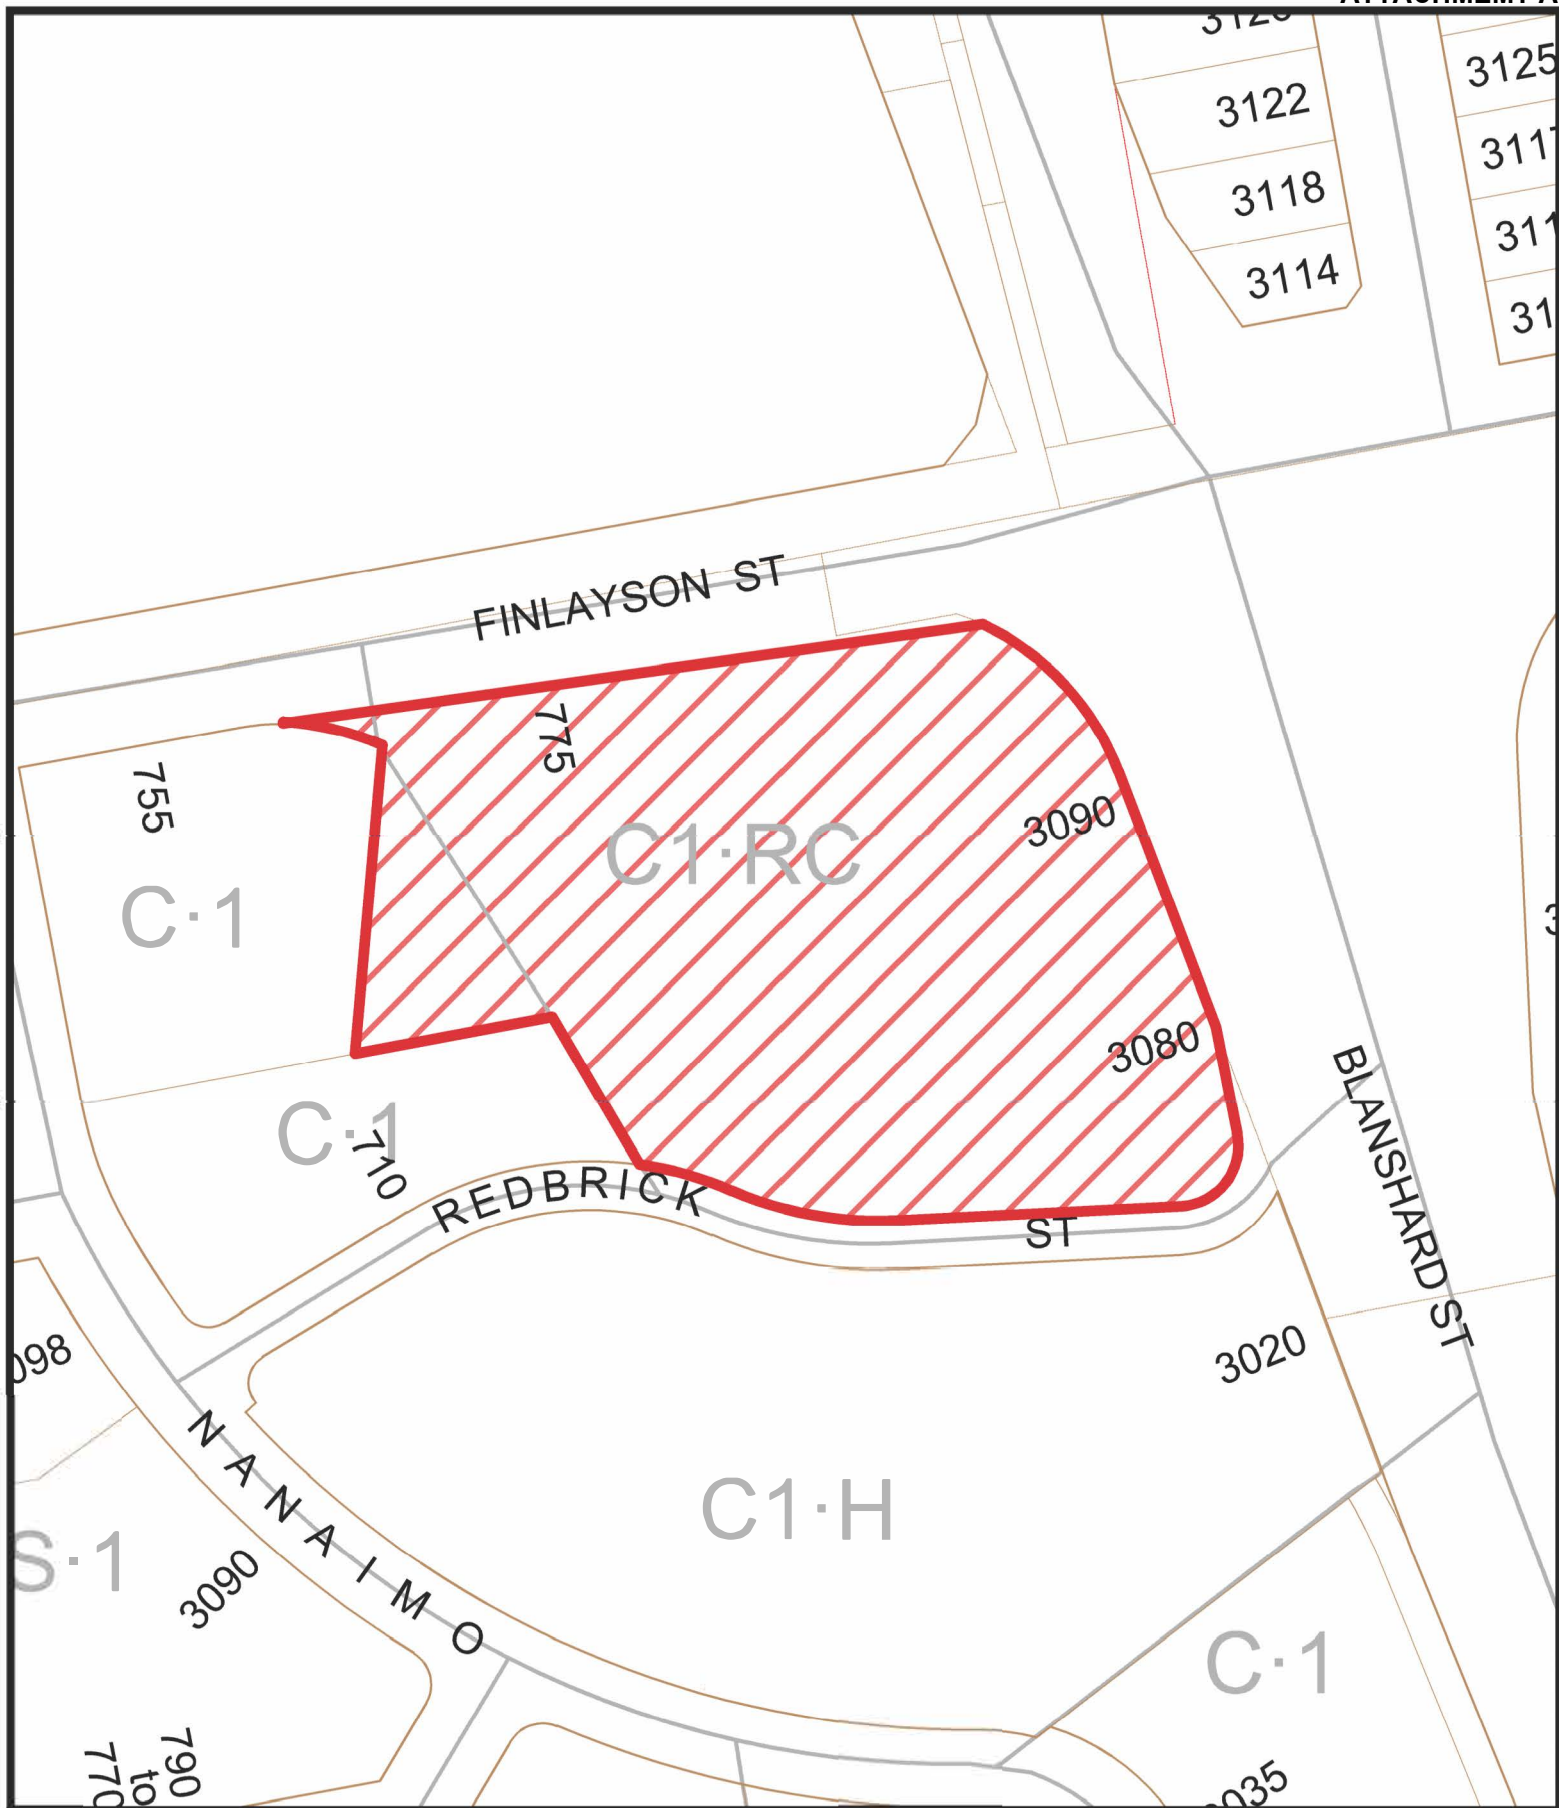 3122
3125
3118
3114
FINLAYSON ST
775
755
3090
C1·RC
C·1
3080
BLANSHARD ST
C·1
710
REDBRICK ST
3020
NANAIMO
C1·H
S·1
3090
C·1
790
to
770